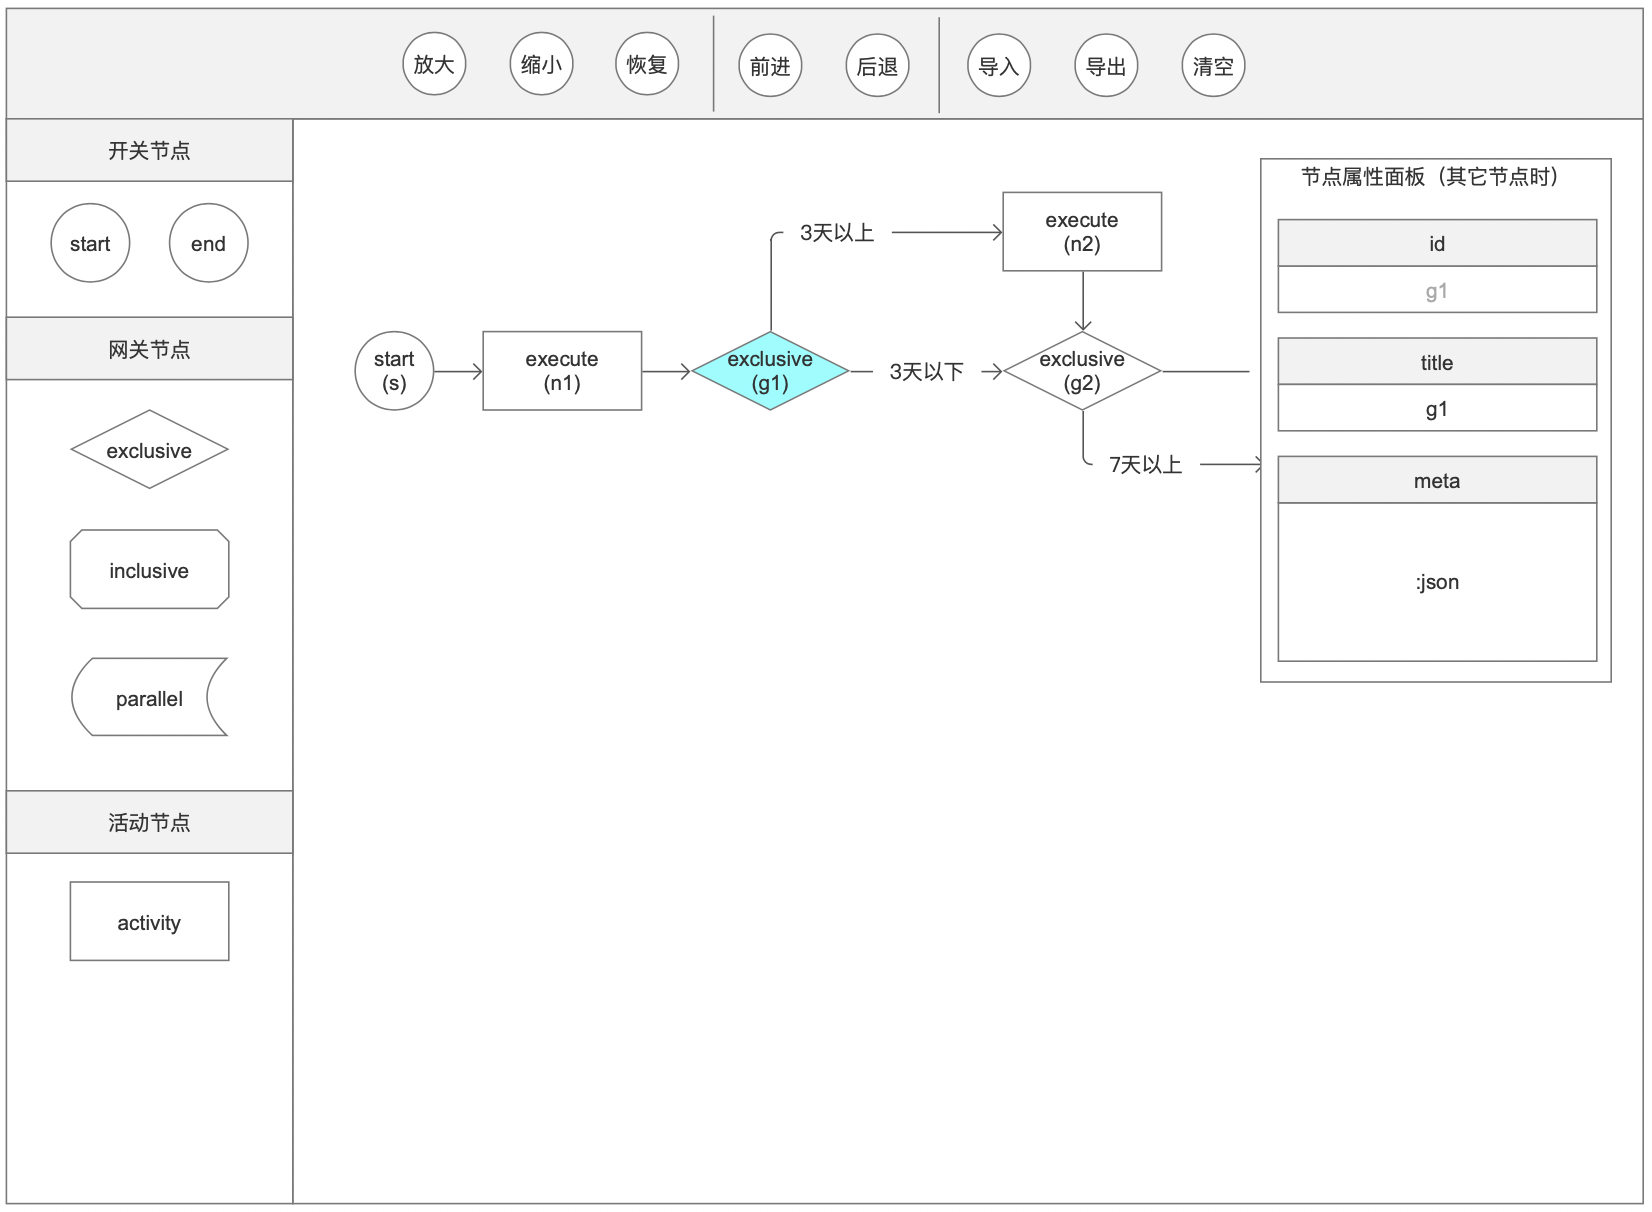 放大
缩小
恢复
前进
后退
导入
导出
清空
开关节点
start
end
网关节点
exclusive
inclusive
parallel
活动节点
activity
start
(s)
execute
(n1)
exclusive
(g1)
3天以上
execute
(n2)
3天以下
exclusive
(g2)
7天以上
节点属性面板（其它节点时）
id
g1
title
g1
meta
:json